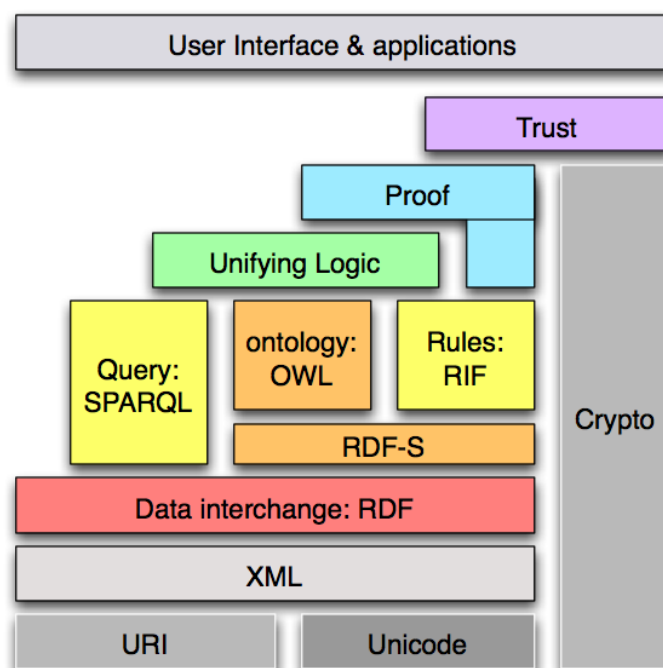 User Interface & applications
Trust
Proof
Unifying Logic
Query:
SPARQL
ontology:
OWL
Rules:
RIF
Crypto
RDF-S
Data interchange: RDF
XML
URI
Unicode